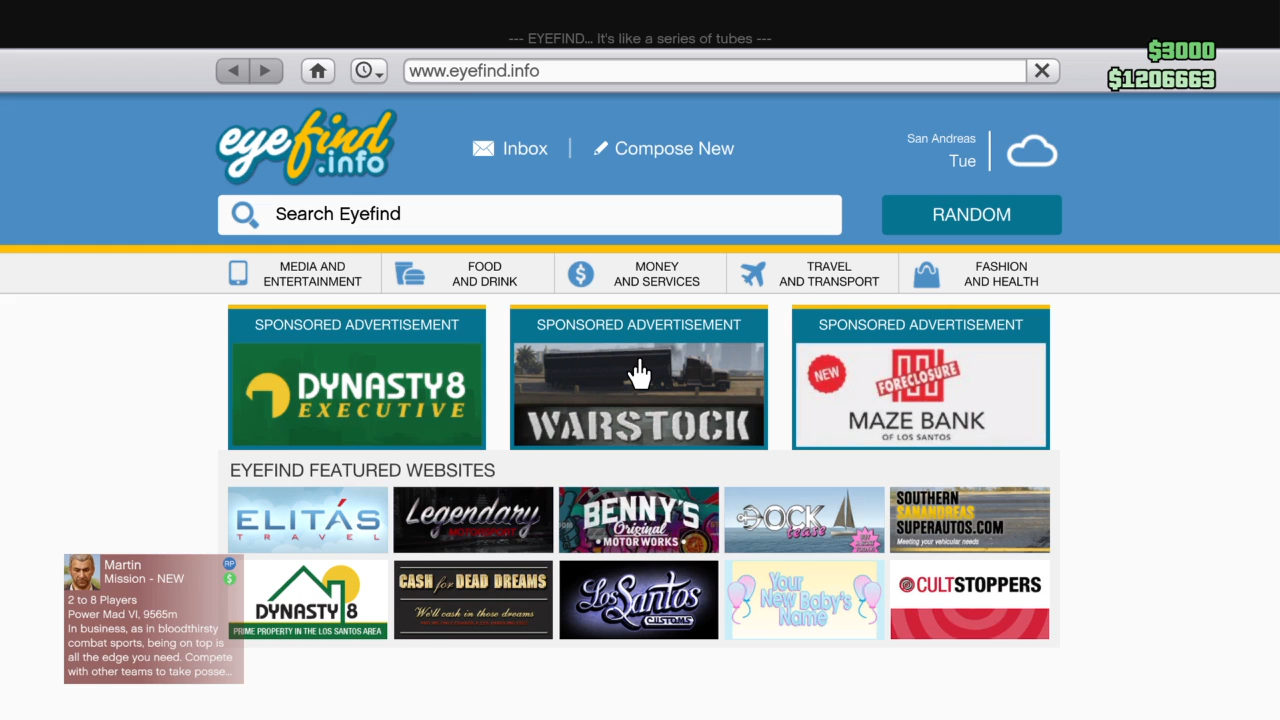 --- EYEFIND... It's like a series of tubes ---
$3000
www.eyefind.info
$1206663
eyefind
.info
Inbox
Compose New
San Andreas
Tue
Search Eyefind
RANDOM
MEDIA AND
ENTERTAINMENT
FOOD
AND DRINK
MONEY
AND SERVICES
TRAVEL
AND TRANSPORT
FASHION
AND HEALTH
SPONSORED ADVERTISEMENT
DYNASTY8
EXECUTIVE
SPONSORED ADVERTISEMENT
WARSTOCK
SPONSORED ADVERTISEMENT
NEW
FORECLOSURE
MAZE BANK
OF LOS SANTOS
EYEFIND FEATURED WEBSITES
ELITÁS
TRAVEL
Legendary
MOTORSPORT
BENNY'S
Original
MOTOR WORKS
DOCK
tease
SOUTHERN
SANANDREAS
SUPERAUTOS.COM
Meeting your vehicular needs
DYNASTY 8
PRIME PROPERTY IN THE LOS SANTOS AREA
CASH for DEAD DREAMS
We'll cash in those dreams
Los Santos
CUSTOMS
Your
New Baby's
Name
CULTSTOPPERS
Martin
RP
Mission - NEW
$
2 to 8 Players
Power Mad VI, 9565m
In business, as in bloodthirsty
combat sports, being on top is
all the edge you need. Compete
with other teams to take posse...